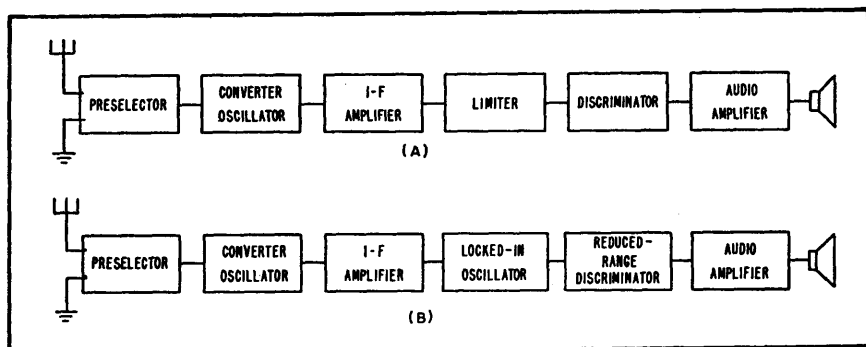 PRESELECTOR
CONVERTER
OSCILLATOR
I-F
AMPLIFIER
LIMITER
DISCRIMINATOR
AUDIO
AMPLIFIER
(A)
PRESELECTOR
CONVERTER
OSCILLATOR
I-F
AMPLIFIER
LOCKED-IN
OSCILLATOR
REDUCED-
RANGE
DISCRIMINATOR
AUDIO
AMPLIFIER
(B)